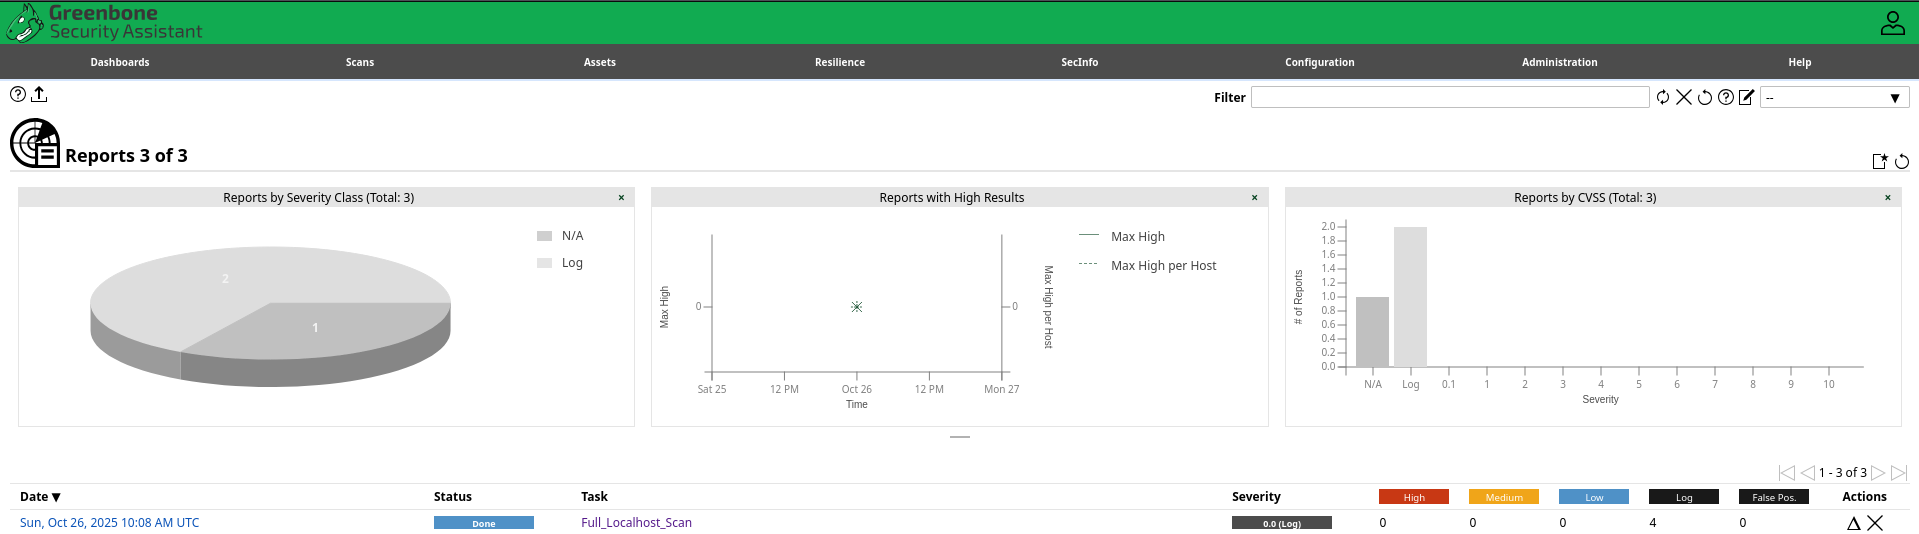 Greenbone
Security Assistant
Dashboards Scans Assets Resilience SecInfo Configuration Administration Help
Filter --
Reports 3 of 3
Reports by Severity Class (Total: 3) ×
N/A
Log
2
1
Reports with High Results ×
Max High
Max High per Host
Max High
0
0
Max High per Host
Sat 25 12 PM Oct 26 12 PM Mon 27
Time
Reports by CVSS (Total: 3) ×
# of Reports
2.0
1.8
1.6
1.4
1.2
1.0
0.8
0.6
0.4
0.2
0.0
N/A Log 0.1 1 2 3 4 5 6 7 8 9 10
Severity
1 - 3 of 3
Date ▼ Status Task Severity High Medium Low Log False Pos. Actions
Sun, Oct 26, 2025 10:08 AM UTC Done Full_Localhost_Scan 0.0 (Log) 0 0 0 4 0